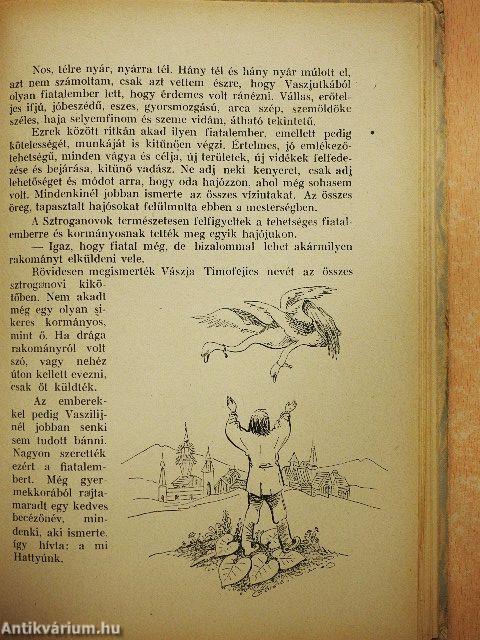 Nos, télre nyár, nyárra tél. Hány tél és hány nyár múlott el,
azt nem számoltam, csak azt vettem észre, hogy Vaszjutkából
olyan fiatalember lett, hogy érdemes volt ránézni. Vállas, erőtel-
jes ifjú, jóbeszédű, eszes, gyorsmozgású, arca szép, szemöldöke
széles, haja selyemfinom és szeme vidám, átható tekintetű.
Ezrek között ritkán akad ilyen fiatalember, emellett pedig
kötelességét, munkáját is kitűnően végzi. Értelmes, jó emlékező-
tehetségű, minden vágya és célja, új területek, új vidékek felfede-
zése és bejárása, kitűnő vadász. Ne adj neki kenyeret, csak adj
lehetőséget és módot arra, hogy oda hajózzon, ahol még sohasem
volt. Mindenkinél jobban ismerte az összes víziutakat. Az összes
öreg, tapasztalt hajósokat felülmulta ebben a mesterségben.
A Sztroganovok természetesen felfigyeltek a tehetséges fiatal-
emberre és kormányosnak tették meg egyik hajójukon.
— Igaz, hogy fiatal még, de bizalommal lehet akármilyen
rakományt elküldeni vele.
Rövidesen megismerték Vászja Timofejics nevét az összes
sztroganovi kikö-
tőben. Nem akadt
még egy olyan si-
keres kormányos,
mint ő. Ha drága
rakományról volt
szó, vagy nehéz
úton kellett evezni,
csak őt küldték.
Az emberek-
kel pedig Vaszilij-
nél jobban senki
sem tudott bánni.
Nagyon szerették
ezért a fiatalem-
bert. Még gyer-
mekkorából rajta-
maradt egy kedves
becézőnév, min-
denki, aki ismerte,
így hívta: a mi
Hattyúnk.
Antikvárium.hu